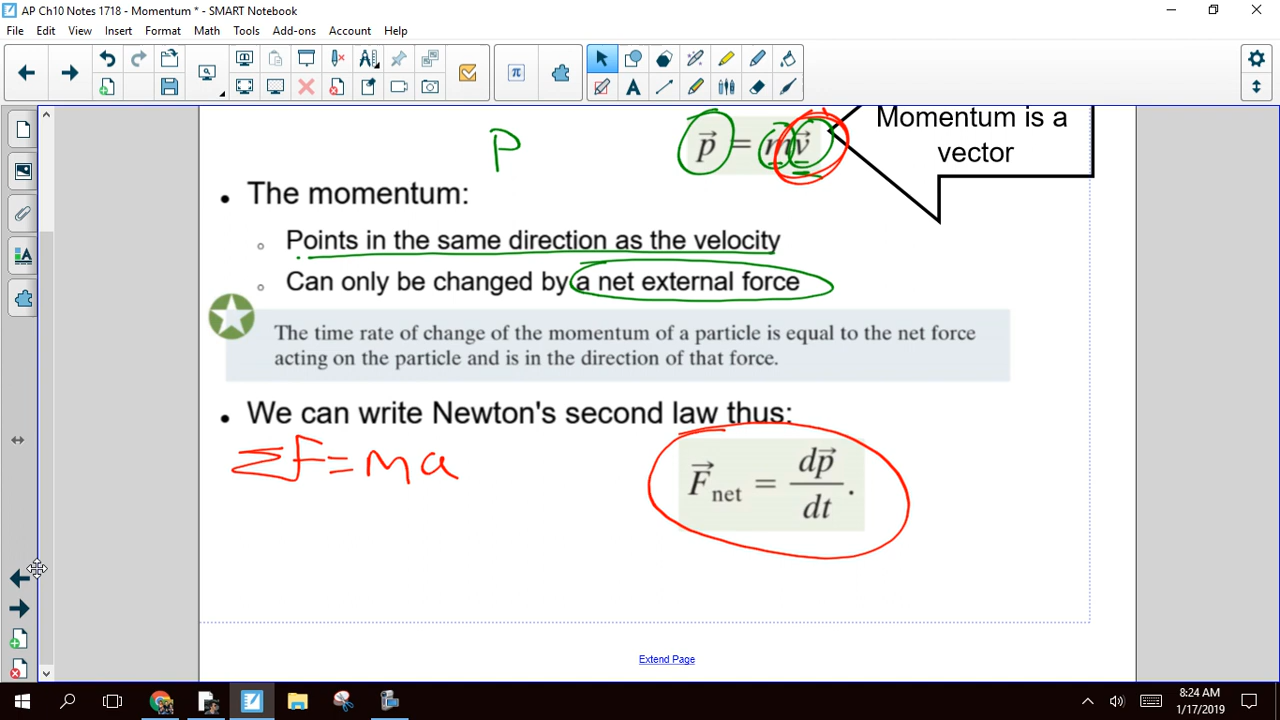 AP Ch10 Notes 1718 - Momentum * - SMART Notebook
File Edit View Insert Format Math Tools Add-ons Account Help
P
p⃗ = mv⃗
Momentum is a
vector
• The momentum:
◦ Points in the same direction as the velocity
◦ Can only be changed by a net external force
The time rate of change of the momentum of a particle is equal to the net force
acting on the particle and is in the direction of that force.
• We can write Newton's second law thus:
ΣF = ma
F⃗net = dp⃗/dt.
Extend Page
8:24 AM
1/17/2019